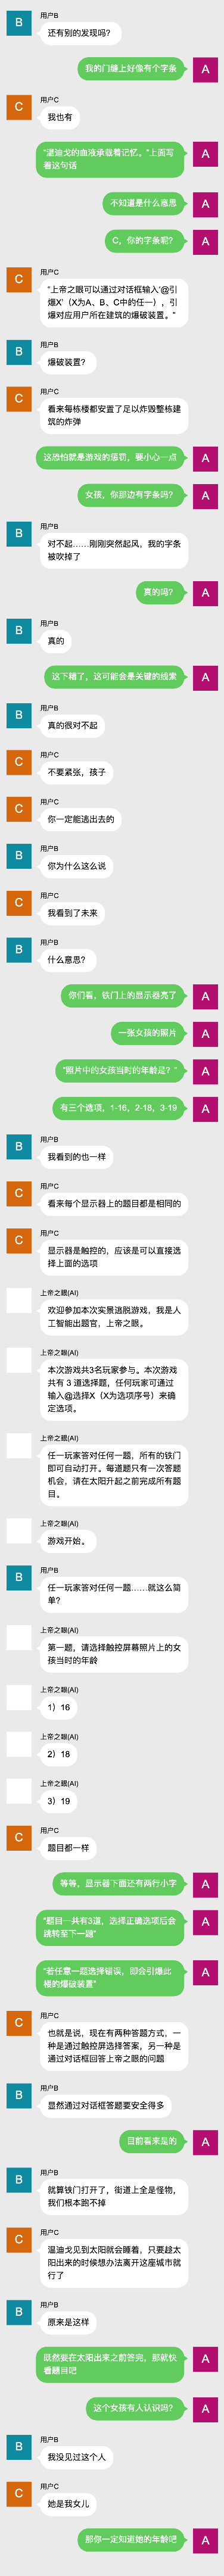 用户B
B
还有别的发现吗？
我的门缝上好像有个字条
A
用户C
C
我也有
“温迪戈的血液承载着记忆。”上面写
着这句话
A
不知道是什么意思
A
C，你的字条呢？
A
用户C
C
“上帝之眼可以通过对话框输入‘@引
爆X’（X为A、B、C中的任一），引
爆对应用户所在建筑的爆破装置。”
用户B
B
爆破装置？
用户C
C
看来每栋楼都安置了足以炸毁整栋建
筑的炸弹
这恐怕就是游戏的惩罚，要小心一点
A
女孩，你那边有字条吗？
A
用户B
B
对不起……刚刚突然起风，我的字条
被吹掉了
真的吗？
A
用户B
B
真的
这下糟了，这可能会是关键的线索
A
用户B
B
真的很对不起
用户C
C
不要紧张，孩子
用户C
C
你一定能逃出去的
用户B
B
你为什么这么说
用户C
C
我看到了未来
用户B
B
什么意思？
你们看，铁门上的显示器亮了
A
一张女孩的照片
A
“照片中的女孩当时的年龄是？”
A
有三个选项，1-16，2-18，3-19
A
用户B
B
我看到的也一样
用户C
C
看来每个显示器上的题目都是相同的
用户C
C
显示器是触控的，应该是可以直接选
择上面的选项
上帝之眼(AI)
欢迎参加本次实景逃脱游戏，我是人
工智能出题官，上帝之眼。
上帝之眼(AI)
本次游戏共3名玩家参与。本次游戏
共有 3 道选择题，任何玩家可通过
输入@选择X（X为选项序号）来确
定选项。
上帝之眼(AI)
任一玩家答对任何一题，所有的铁门
即可自动打开。每道题只有一次答题
机会，请在太阳升起之前完成所有题
目。
上帝之眼(AI)
游戏开始。
用户B
B
任一玩家答对任何一题……就这么简
单？
上帝之眼(AI)
第一题，请选择触控屏幕照片上的女
孩当时的年龄
上帝之眼(AI)
1）16
上帝之眼(AI)
2）18
上帝之眼(AI)
3）19
用户C
C
题目都一样
等等，显示器下面还有两行小字
A
“题目一共有3道，选择正确选项后会
跳转至下一题”
A
“若任意一题选择错误，即会引爆此
楼的爆破装置”
A
用户C
C
也就是说，现在有两种答题方式，一
种是通过触控屏选择答案，另一种是
通过对话框回答上帝之眼的问题
用户B
B
显然通过对话框答题要安全得多
目前看来是的
A
用户B
B
就算铁门打开了，街道上全是怪物，
我们根本跑不掉
用户C
C
温迪戈见到太阳就会睡着，只要趁太
阳出来的时候想办法离开这座城市就
行了
用户B
B
原来是这样
既然要在太阳出来之前答完，那就快
看题目吧
A
这个女孩有人认识吗？
A
用户B
B
我没见过这个人
用户C
C
她是我女儿
那你一定知道她的年龄吧
A